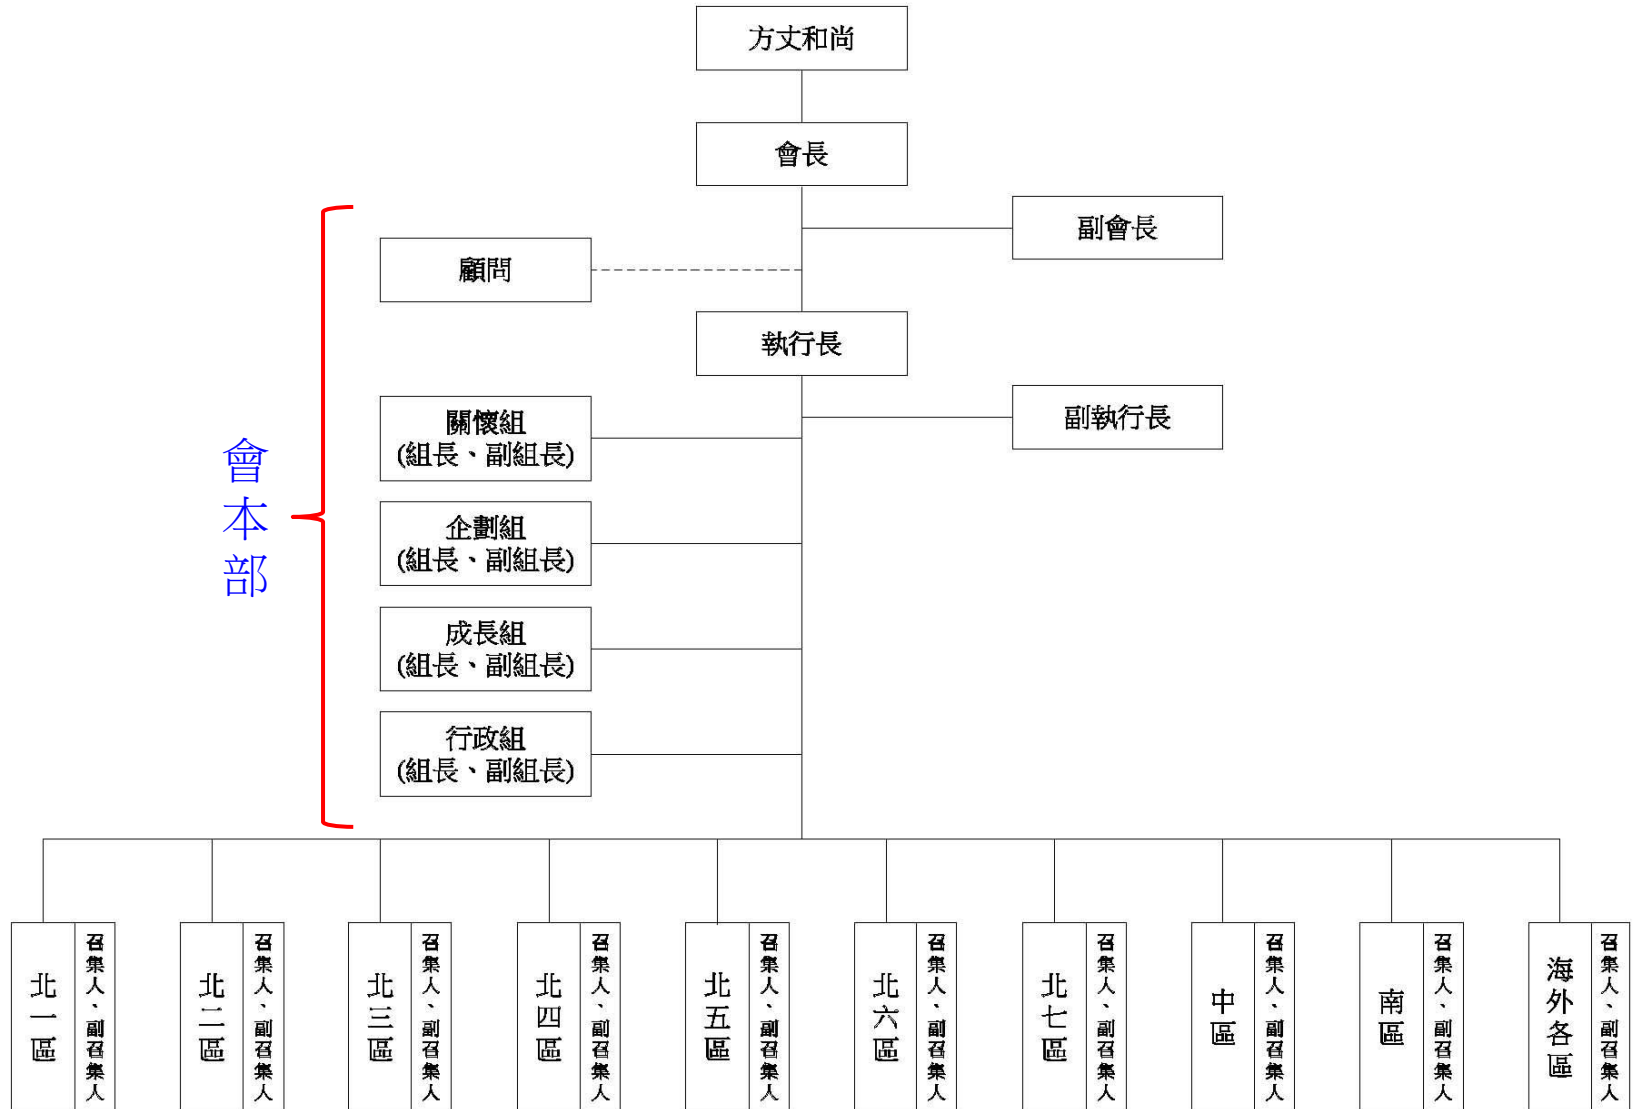 方丈和尚
會長
副會長
顧問
執行長
副執行長
關懷組
(組長、副組長)
企劃組
(組長、副組長)
成長組
(組長、副組長)
行政組
(組長、副組長)
會本部
北一區
召集人、副召集人
北二區
召集人、副召集人
北三區
召集人、副召集人
北四區
召集人、副召集人
北五區
召集人、副召集人
北六區
召集人、副召集人
北七區
召集人、副召集人
中區
召集人、副召集人
南區
召集人、副召集人
海外各區
召集人、副召集人